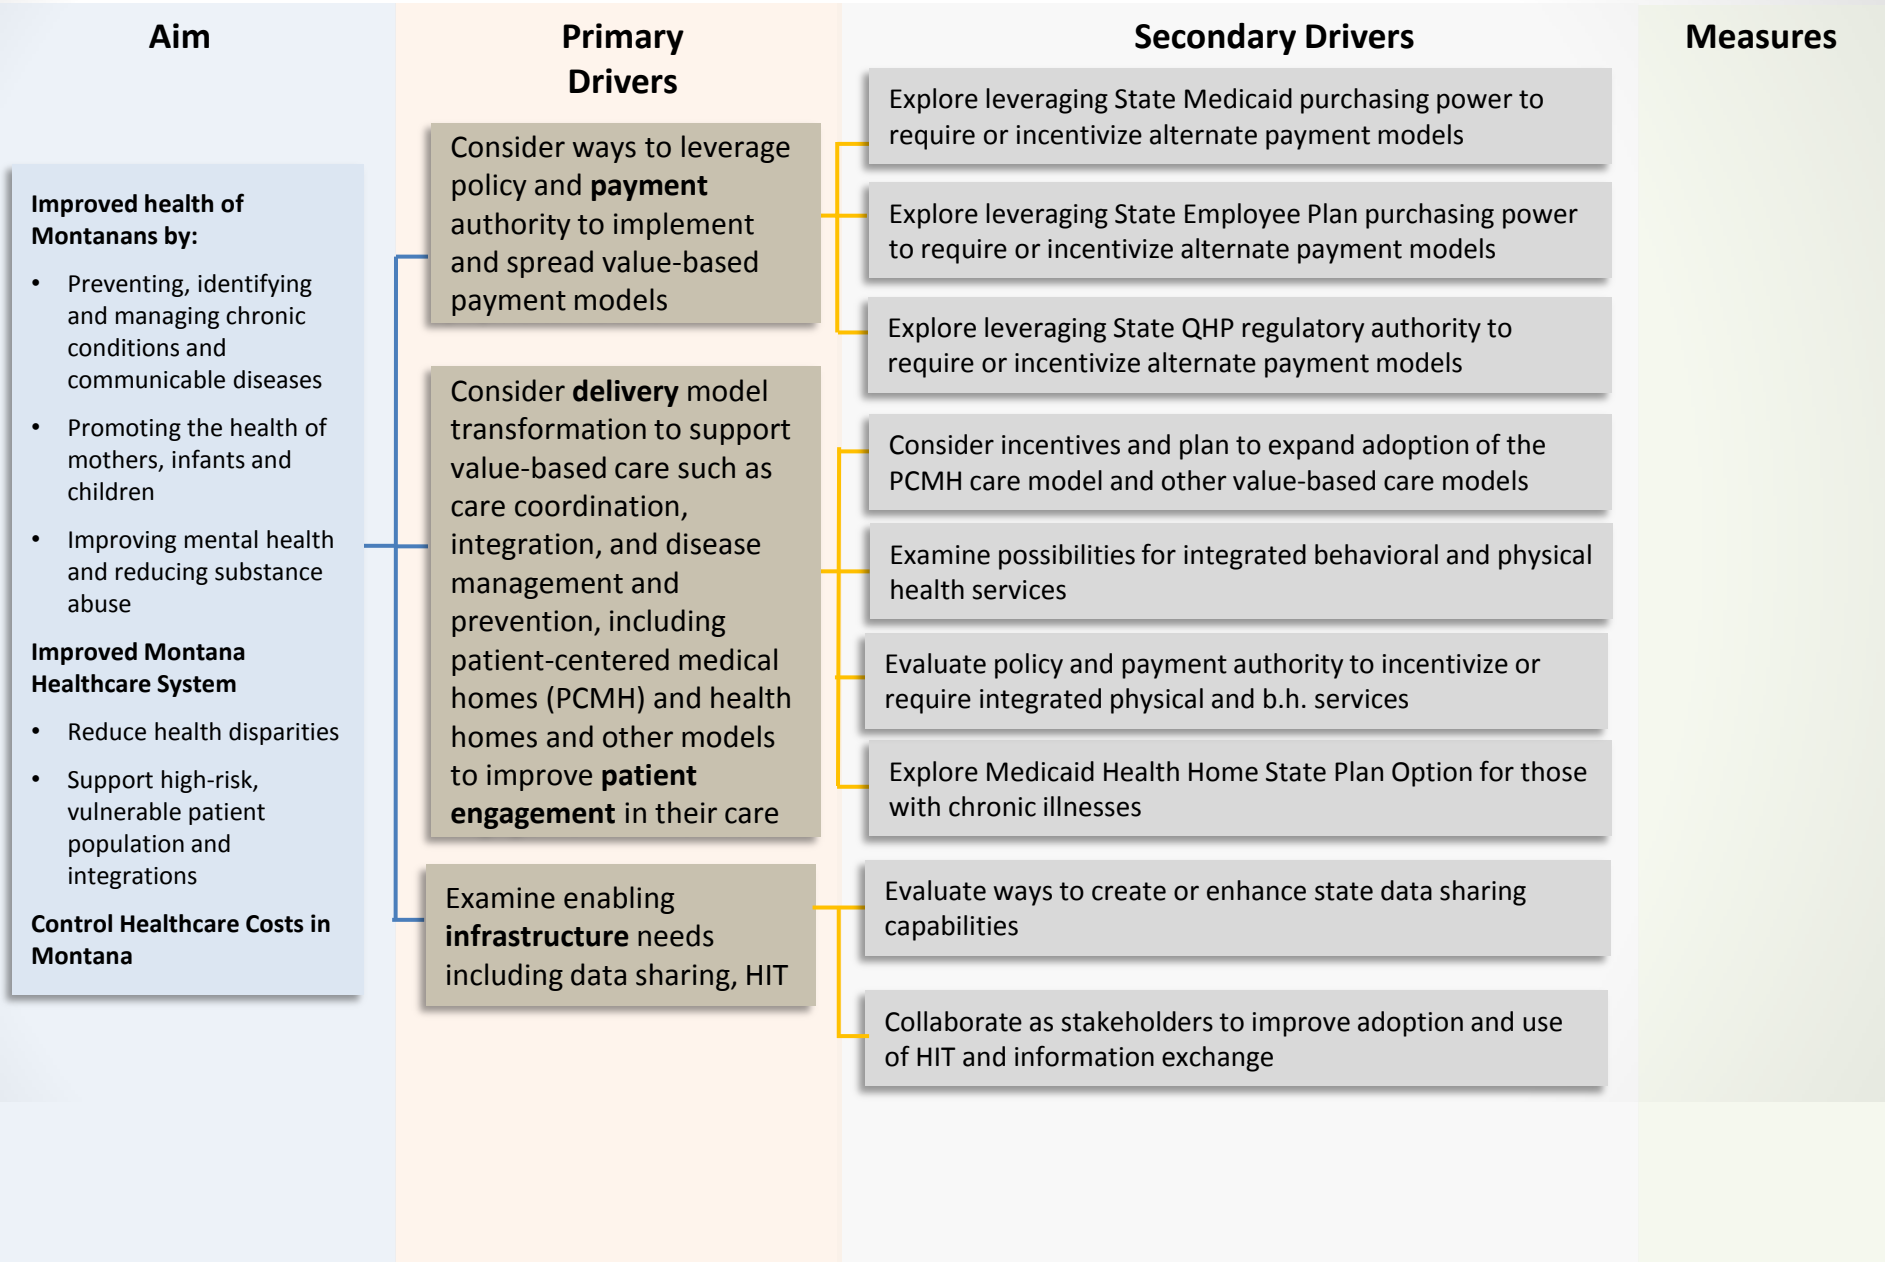 Aim
Primary
Drivers
Secondary Drivers
Measures
Improved health of
Montanans by:
• Preventing, identifying
and managing chronic
conditions and
communicable diseases
• Promoting the health of
mothers, infants and
children
• Improving mental health
and reducing substance
abuse
Improved Montana
Healthcare System
• Reduce health disparities
• Support high-risk,
vulnerable patient
population and
integrations
Control Healthcare Costs in
Montana
Consider ways to leverage
policy and payment
authority to implement
and spread value-based
payment models
Consider delivery model
transformation to support
value-based care such as
care coordination,
integration, and disease
management and
prevention, including
patient-centered medical
homes (PCMH) and health
homes and other models
to improve patient
engagement in their care
Examine enabling
infrastructure needs
including data sharing, HIT
Explore leveraging State Medicaid purchasing power to
require or incentivize alternate payment models
Explore leveraging State Employee Plan purchasing power
to require or incentivize alternate payment models
Explore leveraging State QHP regulatory authority to
require or incentivize alternate payment models
Consider incentives and plan to expand adoption of the
PCMH care model and other value-based care models
Examine possibilities for integrated behavioral and physical
health services
Evaluate policy and payment authority to incentivize or
require integrated physical and b.h. services
Explore Medicaid Health Home State Plan Option for those
with chronic illnesses
Evaluate ways to create or enhance state data sharing
capabilities
Collaborate as stakeholders to improve adoption and use
of HIT and information exchange